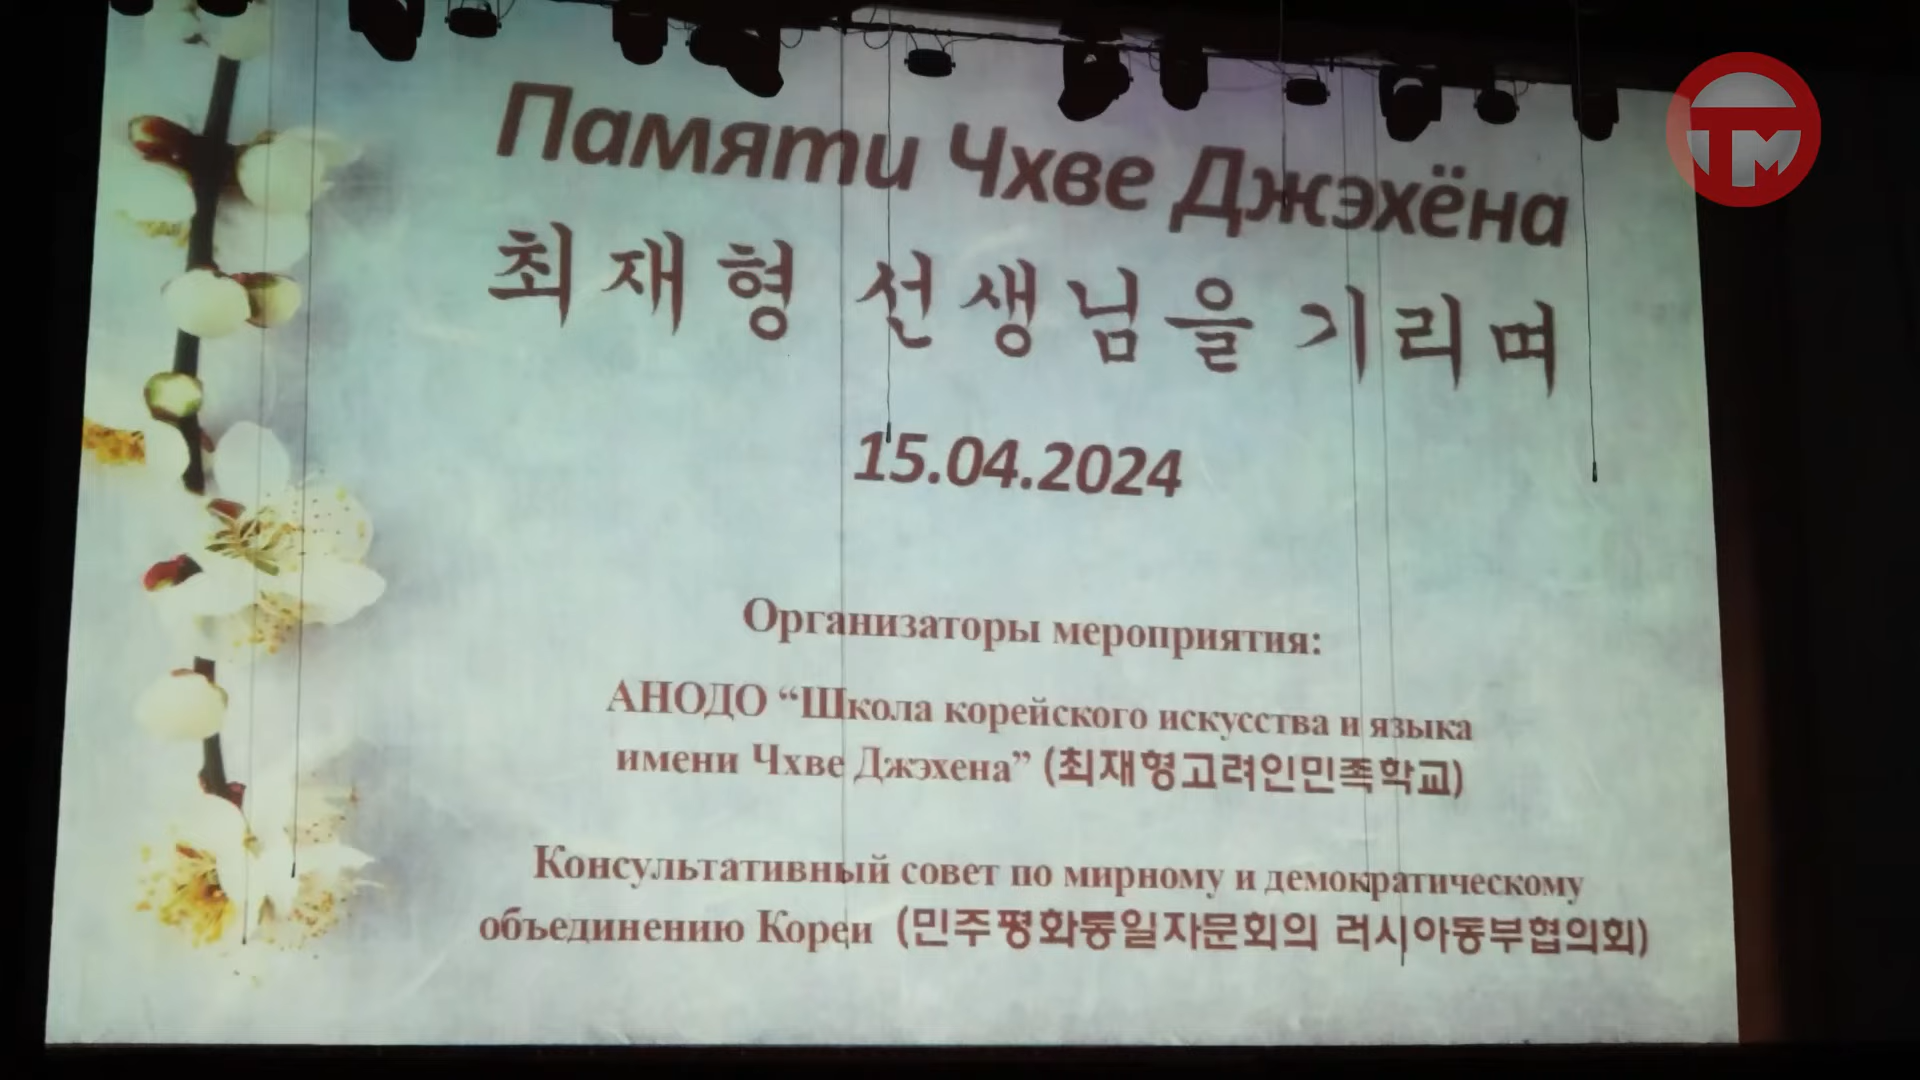 ТМ
Памяти Чхве Джэхёна
최재형 선생님을 기리며
15.04.2024
Организаторы мероприятия:
АНОДО “Школа корейского искусства и языка
имени Чхве Джэхена” (최재형고려인민족학교)
Консультативный совет по мирному и демократическому
объединению Кореи (민주평화통일자문회의 러시아동부협의회)